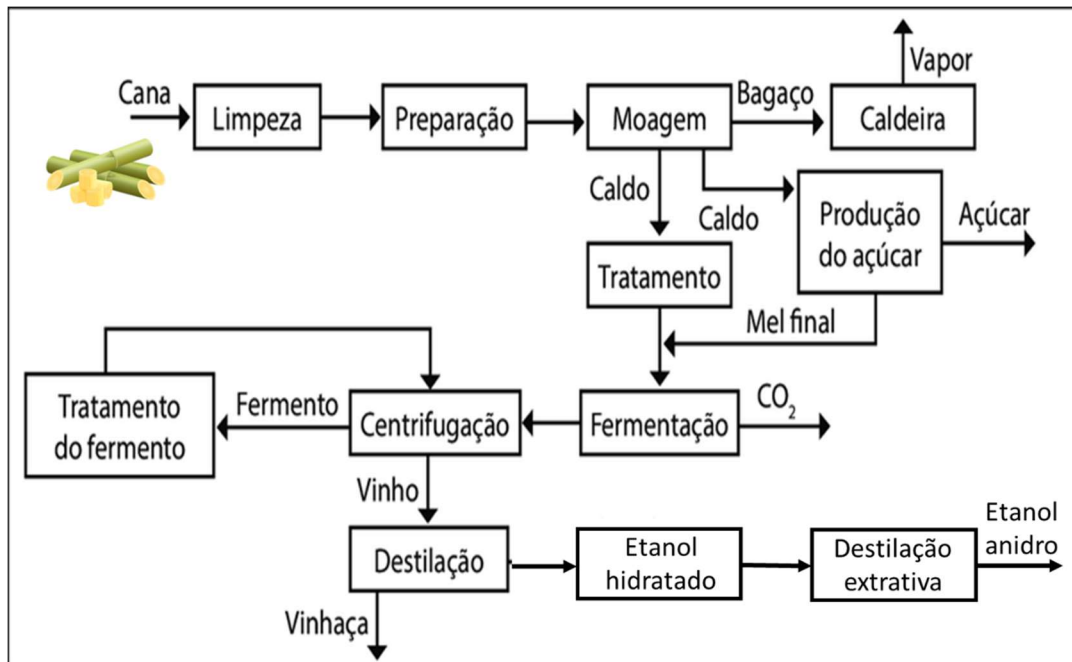 Cana
Limpeza
Preparação
Moagem
Bagaço
Caldeira
Vapor
Caldo
Caldo
Produção
do açúcar
Açúcar
Tratamento
Mel final
Tratamento
do fermento
Fermento
Centrifugação
Fermentação
CO₂
Vinho
Destilação
Etanol
hidratado
Destilação
extrativa
Etanol
anidro
Vinhaça